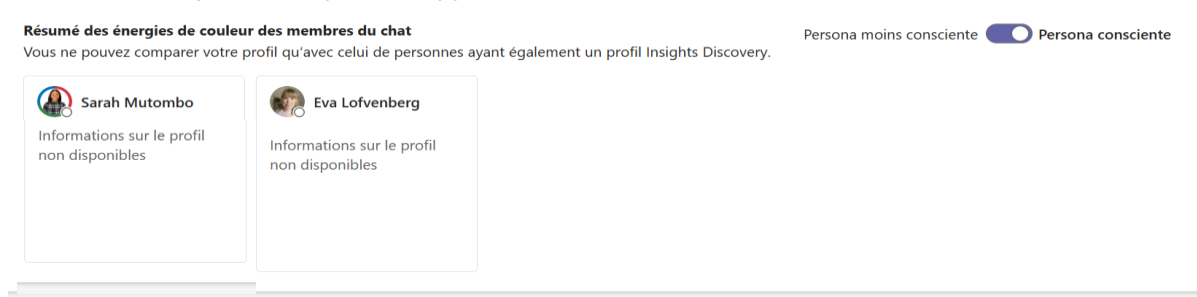 Résumé des énergies de couleur des membres du chat
Vous ne pouvez comparer votre profil qu'avec celui de personnes ayant également un profil Insights Discovery.
Persona moins consciente Persona consciente
Sarah Mutombo
Informations sur le profil
non disponibles
Eva Lofvenberg
Informations sur le profil
non disponibles